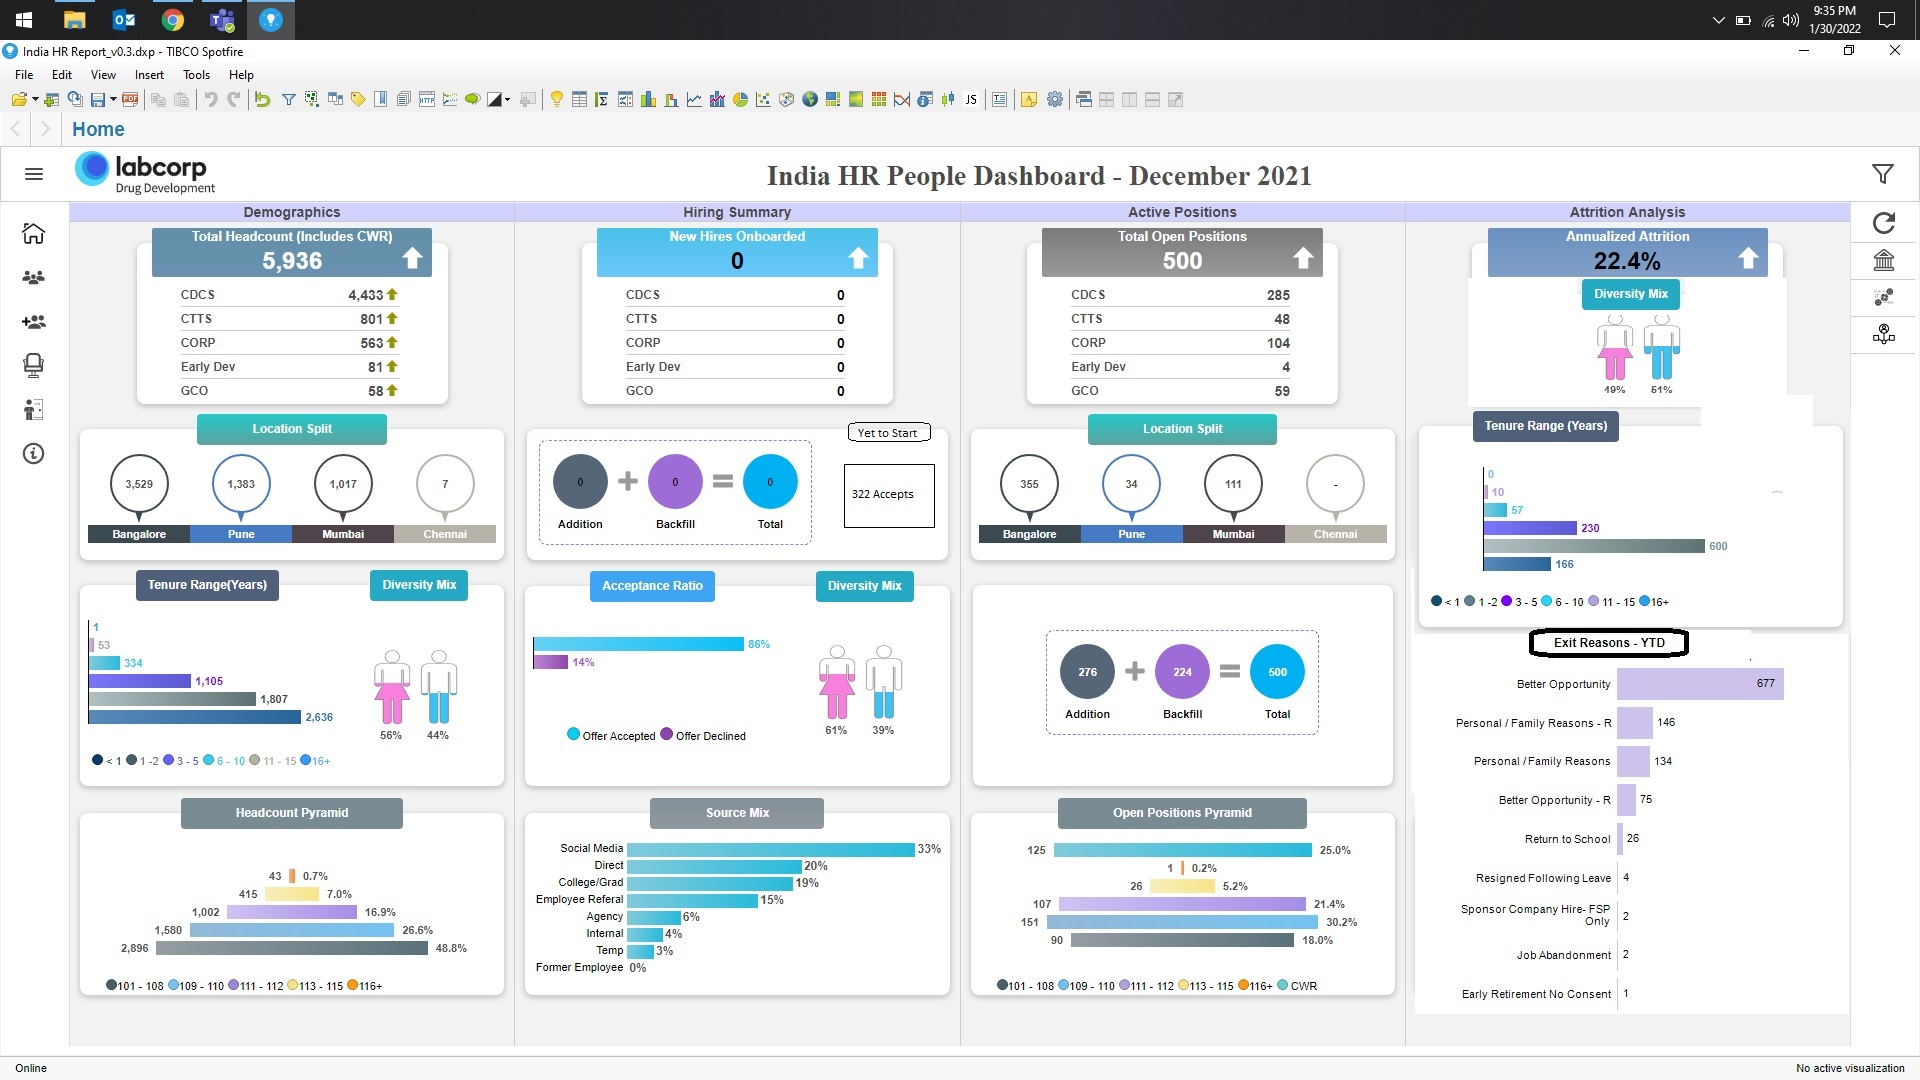 9:35 PM
1/30/2022
India HR Report_v0.3.dxp - TIBCO Spotfire
File Edit View Insert Tools Help
Home
labcorp
Drug Development
India HR People Dashboard - December 2021
Demographics
Total Headcount (Includes CWR)
5,936
CDCS 4,433
CTTS 801
CORP 563
Early Dev 81
GCO 58
Location Split
3,529 1,383 1,017 7
Bangalore Pune Mumbai Chennai
Tenure Range(Years)
1
53
334
1,105
1,807
2,636
< 1 1 -2 3 - 5 6 - 10 11 - 15 16+
Diversity Mix
56% 44%
Headcount Pyramid
43 0.7%
415 7.0%
1,002 16.9%
1,580 26.6%
2,896 48.8%
101 - 108 109 - 110 111 - 112 113 - 115 116+
Hiring Summary
New Hires Onboarded
0
CDCS 0
CTTS 0
CORP 0
Early Dev 0
GCO 0
Yet to Start
322 Accepts
0 + 0 = 0
Addition Backfill Total
Acceptance Ratio
86%
14%
Offer Accepted Offer Declined
Diversity Mix
61% 39%
Source Mix
Social Media 33%
Direct 20%
College/Grad 19%
Employee Referal 15%
Agency 6%
Internal 4%
Temp 3%
Former Employee 0%
Active Positions
Total Open Positions
500
CDCS 285
CTTS 48
CORP 104
Early Dev 4
GCO 59
Location Split
355 34 111 -
Bangalore Pune Mumbai Chennai
276 + 224 = 500
Addition Backfill Total
Open Positions Pyramid
125 25.0%
1 0.2%
26 5.2%
107 21.4%
151 30.2%
90 18.0%
101 - 108 109 - 110 111 - 112 113 - 115 116+ CWR
Attrition Analysis
Annualized Attrition
22.4%
Diversity Mix
49% 51%
Tenure Range (Years)
0
10
57
230
600
166
< 1 1 -2 3 - 5 6 - 10 11 - 15 16+
Exit Reasons - YTD
Better Opportunity 677
Personal / Family Reasons - R 146
Personal / Family Reasons 134
Better Opportunity - R 75
Return to School 26
Resigned Following Leave 4
Sponsor Company Hire- FSP
Only 2
Job Abandonment 2
Early Retirement No Consent 1
Online
No active visualization